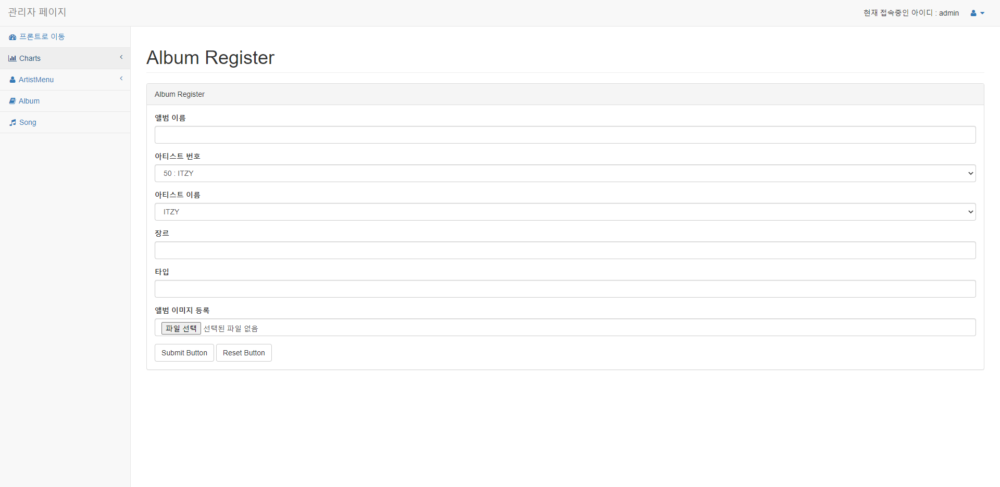 관리자 페이지
현재 접속중인 아이디 : admin
프론트로 이동
Charts
ArtistMenu
Album
Song
Album Register
Album Register
앨범 이름
아티스트 번호
50 : ITZY
아티스트 이름
ITZY
장르
타입
앨범 이미지 등록
파일 선택 선택된 파일 없음
Submit Button Reset Button